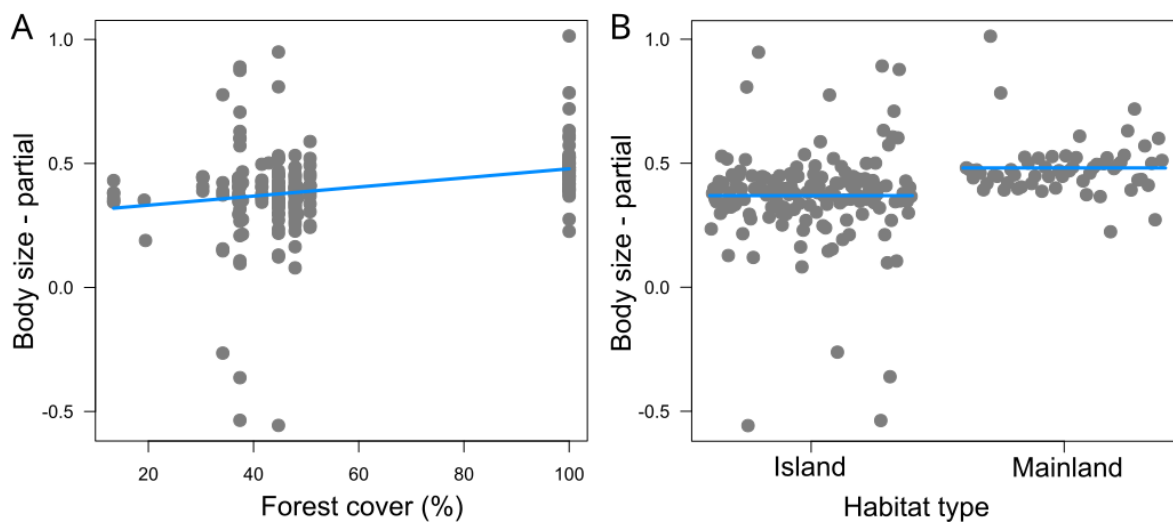 A
Body size - partial
1.0
0.5
0.0
-0.5
20
40
60
80
100
Forest cover (%)
B
Body size - partial
1.0
0.5
0.0
-0.5
Island
Mainland
Habitat type